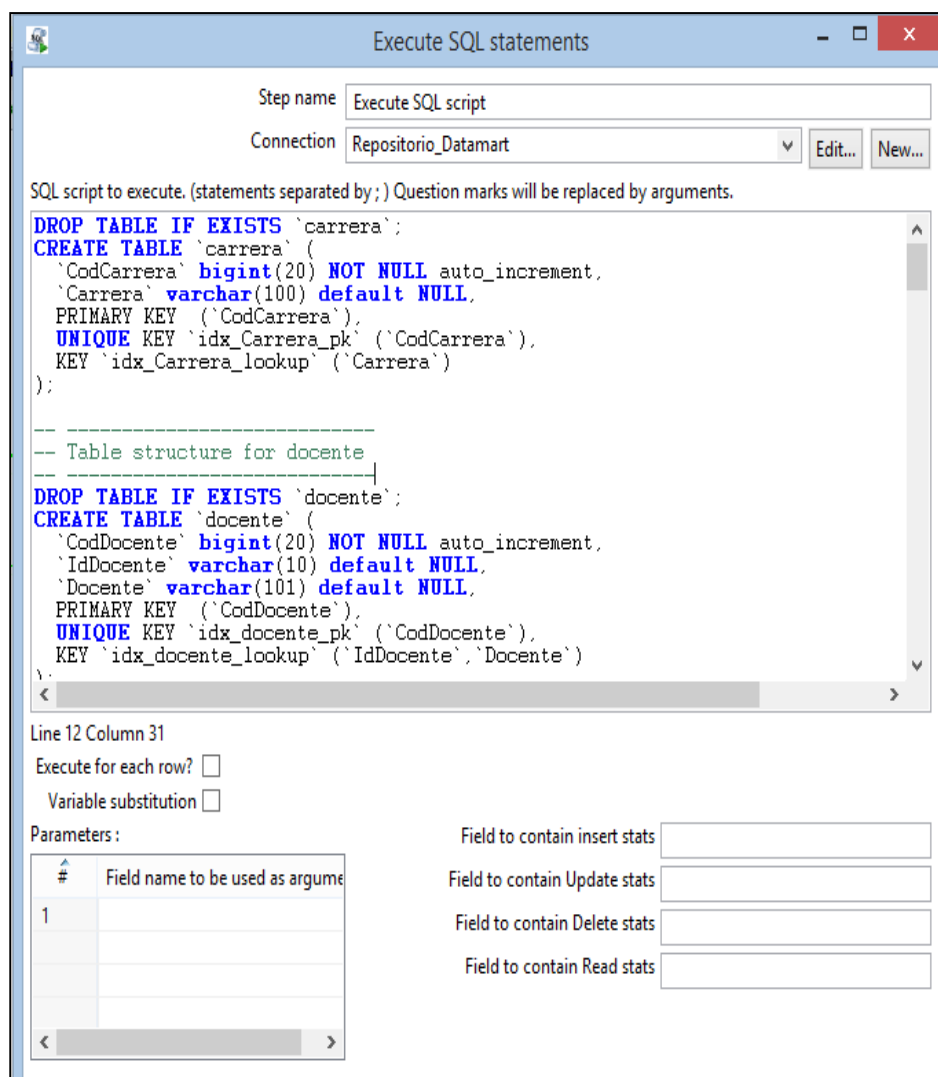 Execute SQL statements
Step name Execute SQL script
Connection Repositorio_Datamart Edit... New...
SQL script to execute. (statements separated by ; ) Question marks will be replaced by arguments.
DROP TABLE IF EXISTS `carrera`;
CREATE TABLE `carrera` (
  `CodCarrera` bigint(20) NOT NULL auto_increment,
  `Carrera` varchar(100) default NULL,
  PRIMARY KEY  (`CodCarrera`),
  UNIQUE KEY `idx_Carrera_pk` (`CodCarrera`),
  KEY `idx_Carrera_lookup` (`Carrera`)
);
-- ----------------------------
-- Table structure for docente
-- ----------------------------
DROP TABLE IF EXISTS `docente`;
CREATE TABLE `docente` (
  `CodDocente` bigint(20) NOT NULL auto_increment,
  `IdDocente` varchar(10) default NULL,
  `Docente` varchar(101) default NULL,
  PRIMARY KEY  (`CodDocente`),
  UNIQUE KEY `idx_docente_pk` (`CodDocente`),
  KEY `idx_docente_lookup` (`IdDocente`,`Docente`)
);
Line 12 Column 31
Execute for each row?
Variable substitution
Parameters :
# Field name to be used as argume
1
Field to contain insert stats
Field to contain Update stats
Field to contain Delete stats
Field to contain Read stats